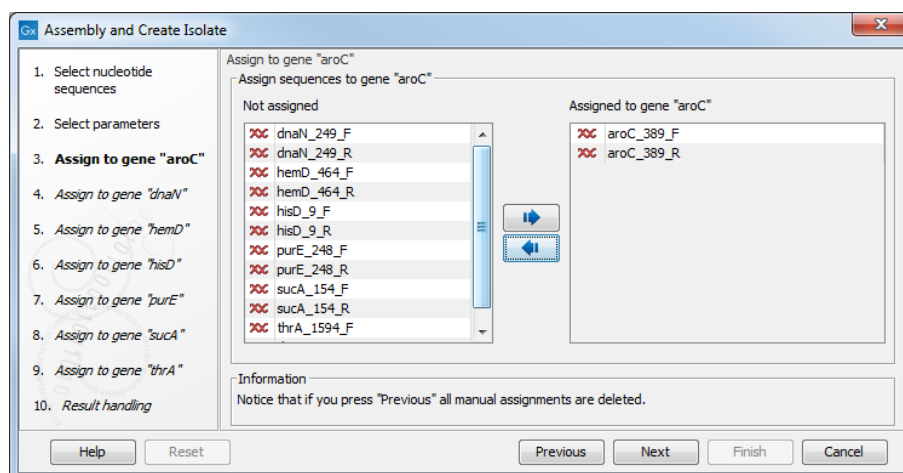 Gx Assembly and Create Isolate
1. Select nucleotide
sequences
2. Select parameters
3. Assign to gene "aroC"
4. Assign to gene "dnaN"
5. Assign to gene "hemD"
6. Assign to gene "hisD"
7. Assign to gene "purE"
8. Assign to gene "sucA"
9. Assign to gene "thrA"
10. Result handling
Assign to gene "aroC"
Assign sequences to gene "aroC"
Not assigned
dnaN_249_F
dnaN_249_R
hemD_464_F
hemD_464_R
hisD_9_F
hisD_9_R
purE_248_F
purE_248_R
sucA_154_F
sucA_154_R
thrA_1594_F
Assigned to gene "aroC"
aroC_389_F
aroC_389_R
Information
Notice that if you press "Previous" all manual assignments are deleted.
Help
Reset
Previous
Next
Finish
Cancel